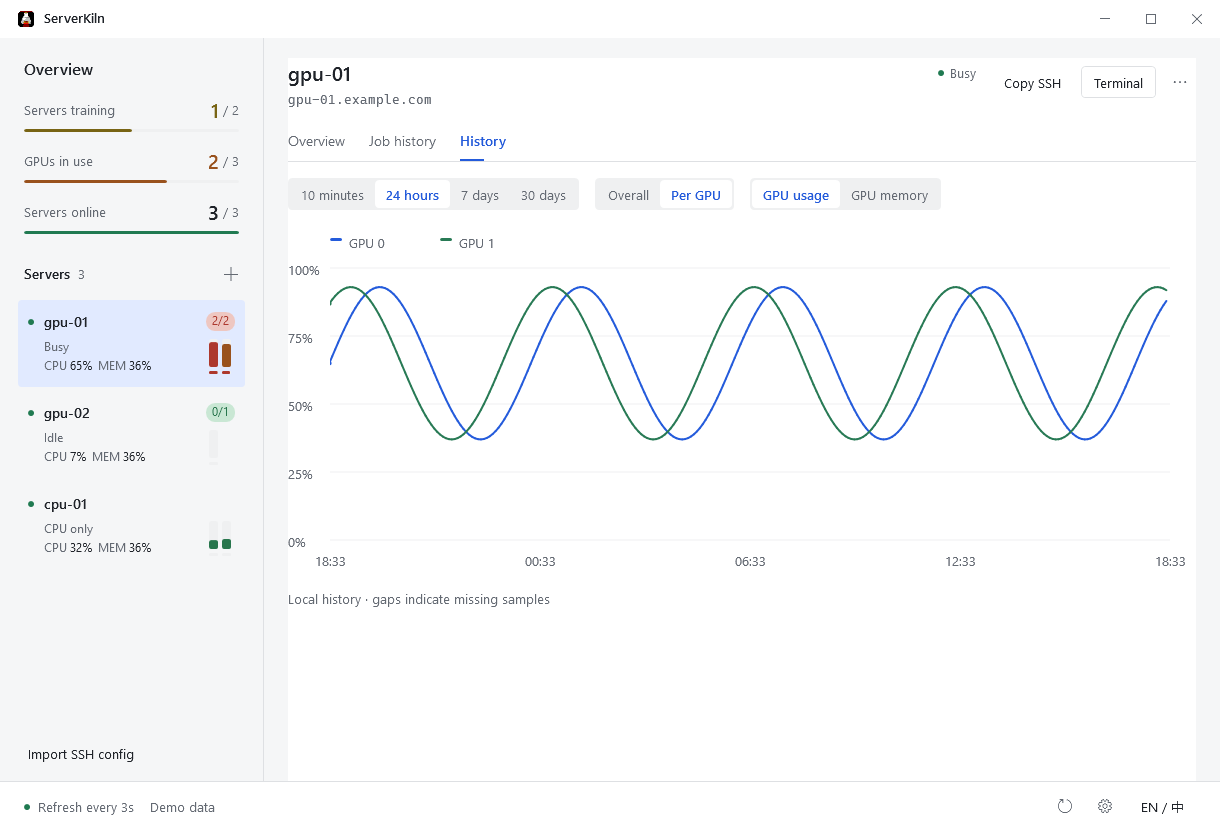 ServerKiln
Overview
Servers training 1 / 2
GPUs in use 2 / 3
Servers online 3 / 3
Servers 3
gpu-01 2/2
Busy
CPU 65% MEM 36%
gpu-02 0/1
Idle
CPU 7% MEM 36%
cpu-01
CPU only
CPU 32% MEM 36%
Import SSH config
gpu-01
gpu-01.example.com
Busy Copy SSH Terminal ...
Overview Job history History
10 minutes 24 hours 7 days 30 days Overall Per GPU GPU usage GPU memory
GPU 0 GPU 1
100%
75%
50%
25%
0%
18:33 00:33 06:33 12:33 18:33
Local history · gaps indicate missing samples
Refresh every 3s Demo data EN / 中